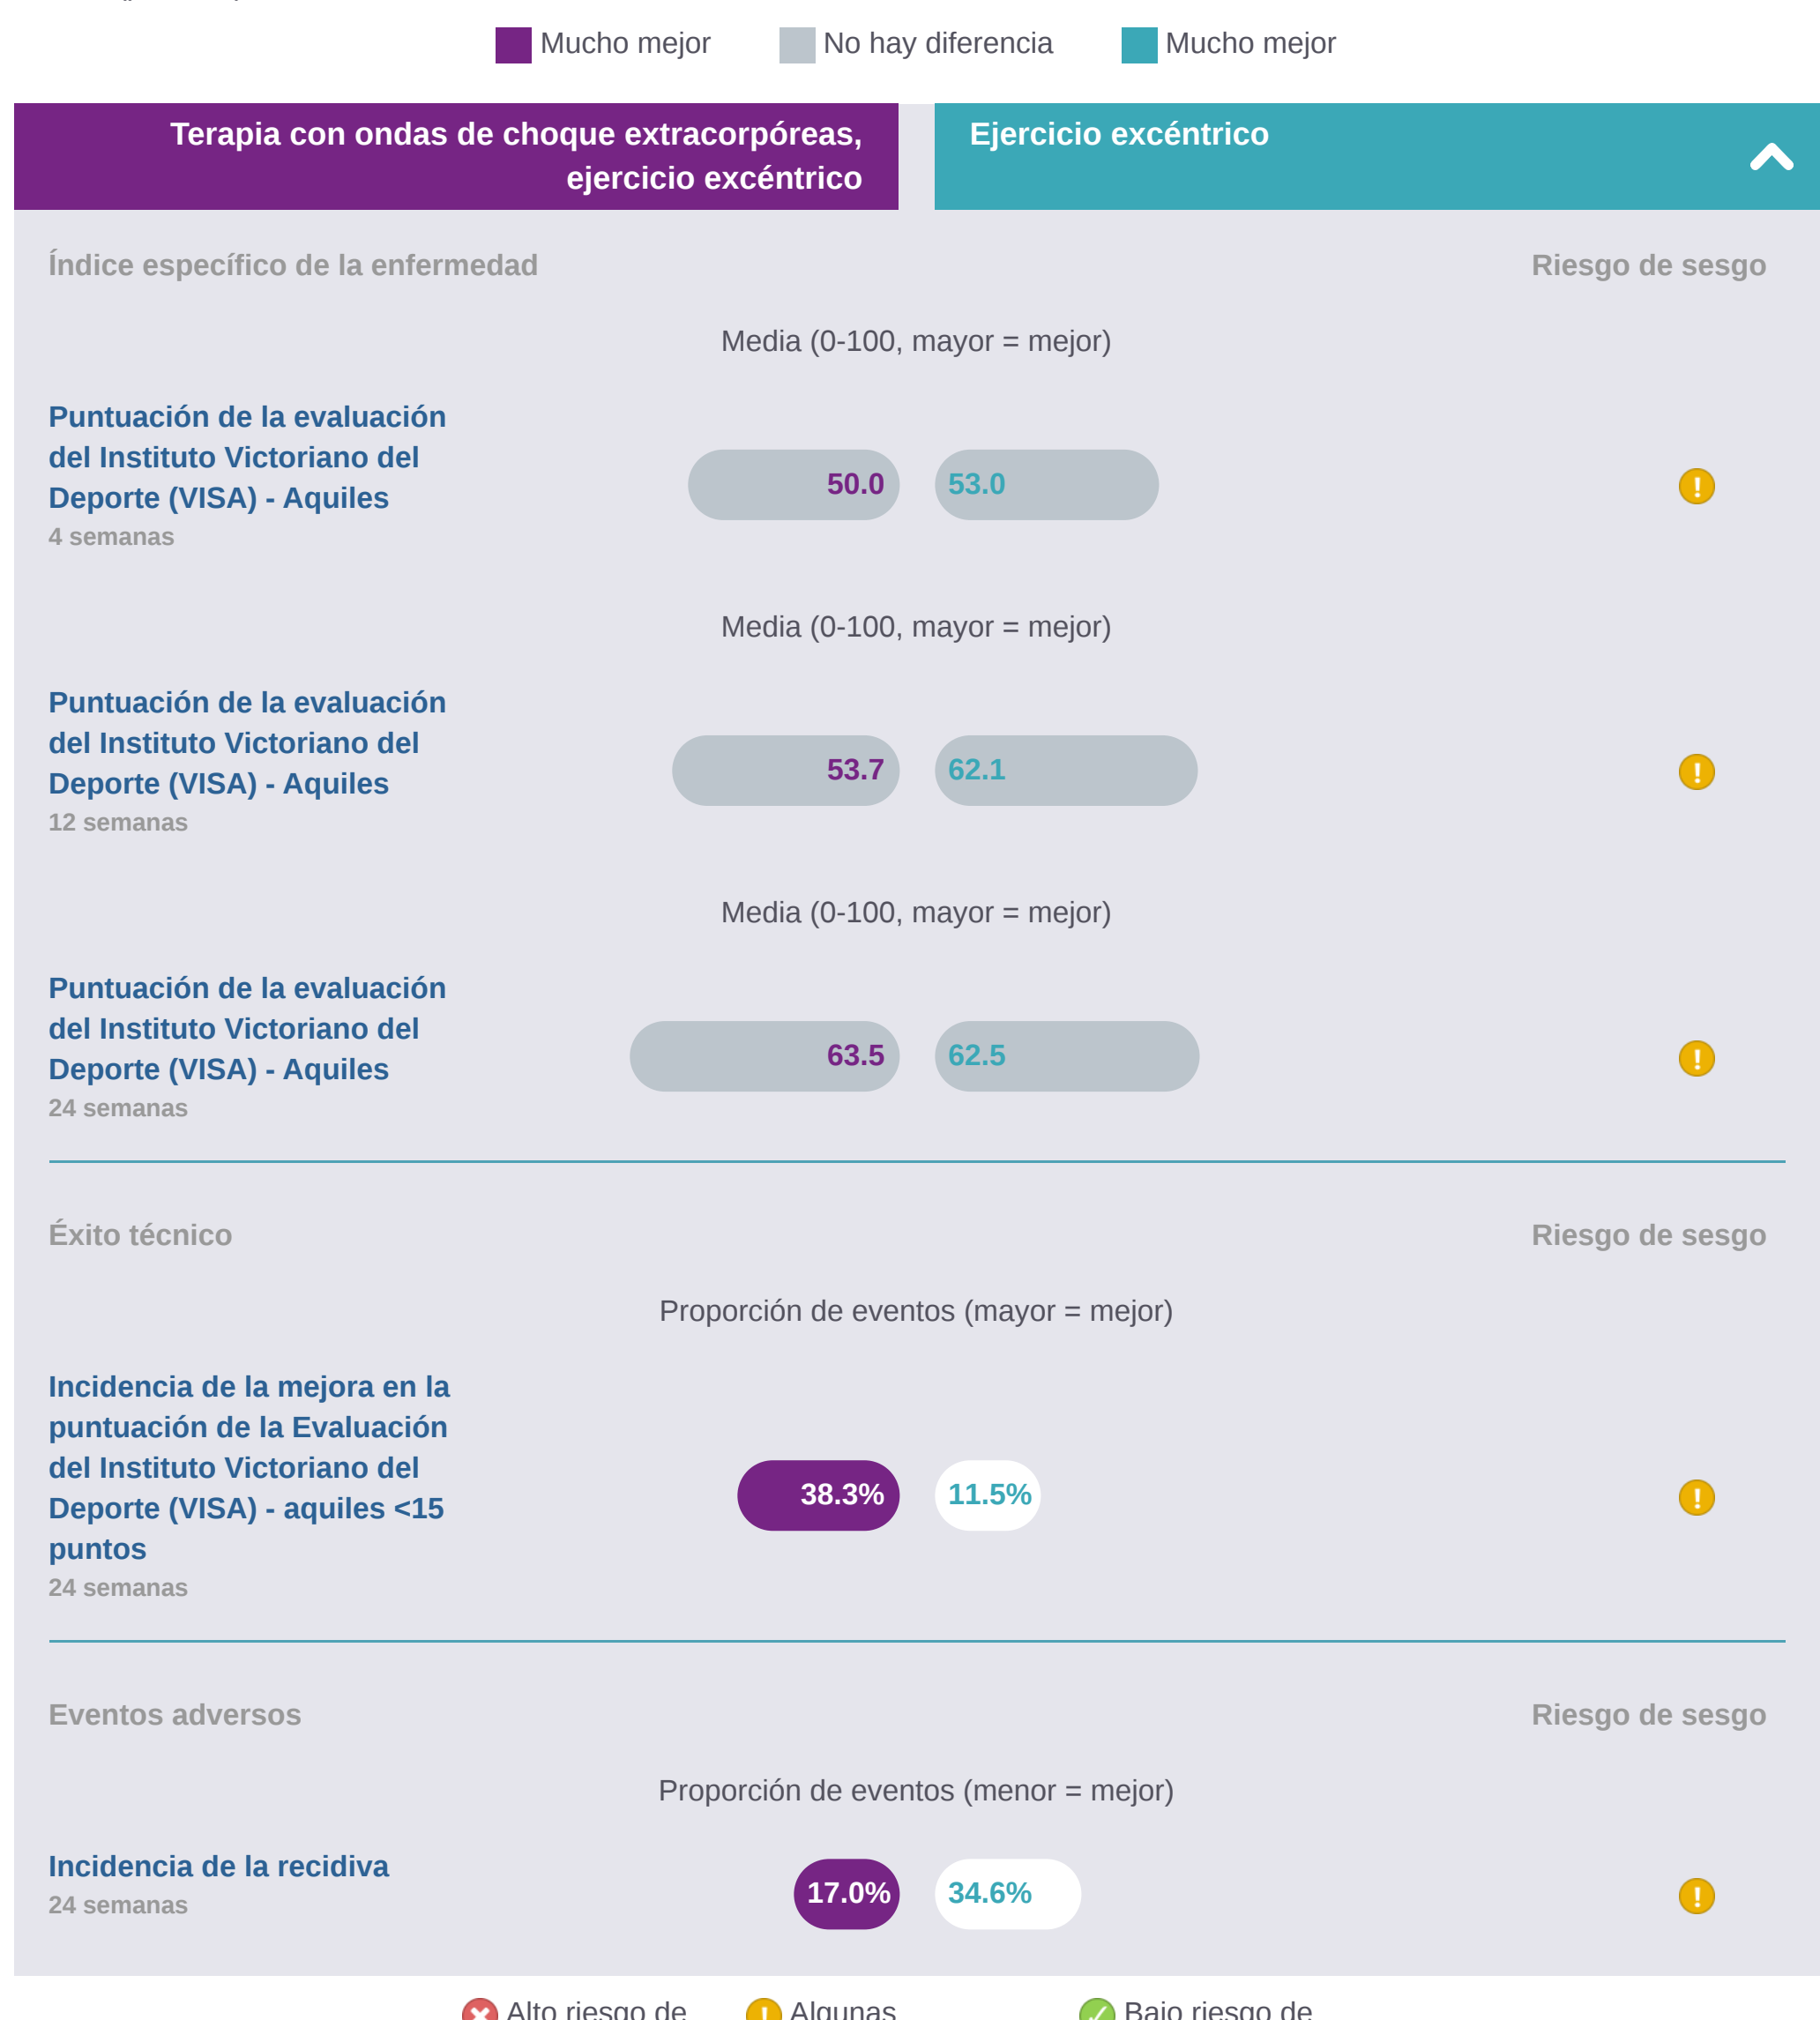 Mucho mejor No hay diferencia Mucho mejor
Terapia con ondas de choque extracorpóreas,
ejercicio excéntrico
Ejercicio excéntrico
Índice específico de la enfermedad Riesgo de sesgo
Media (0-100, mayor = mejor)
Puntuación de la evaluación
del Instituto Victoriano del
Deporte (VISA) - Aquiles
4 semanas
50.0 53.0
Media (0-100, mayor = mejor)
Puntuación de la evaluación
del Instituto Victoriano del
Deporte (VISA) - Aquiles
12 semanas
53.7 62.1
Media (0-100, mayor = mejor)
Puntuación de la evaluación
del Instituto Victoriano del
Deporte (VISA) - Aquiles
24 semanas
63.5 62.5
Éxito técnico Riesgo de sesgo
Proporción de eventos (mayor = mejor)
Incidencia de la mejora en la
puntuación de la Evaluación
del Instituto Victoriano del
Deporte (VISA) - aquiles <15
puntos
24 semanas
38.3% 11.5%
Eventos adversos Riesgo de sesgo
Proporción de eventos (menor = mejor)
Incidencia de la recidiva
24 semanas
17.0% 34.6%
Alto riesgo de Algunas Bajo riesgo de